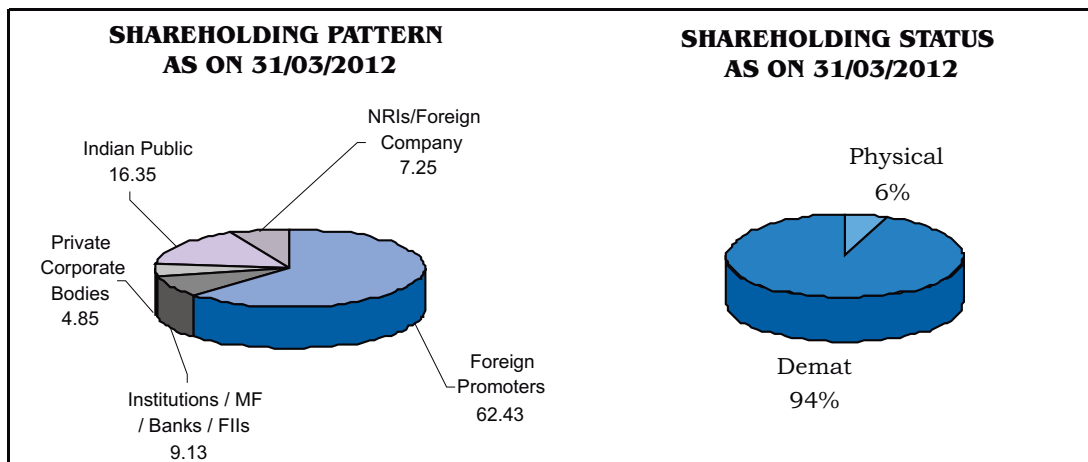 SHAREHOLDING PATTERN
AS ON 31/03/2012
NRIs/Foreign
Company
7.25
Indian Public
16.35
Private
Corporate
Bodies
4.85
Institutions / MF
/ Banks / FIIs
9.13
Foreign
Promoters
62.43
SHAREHOLDING STATUS
AS ON 31/03/2012
Physical
6%
Demat
94%